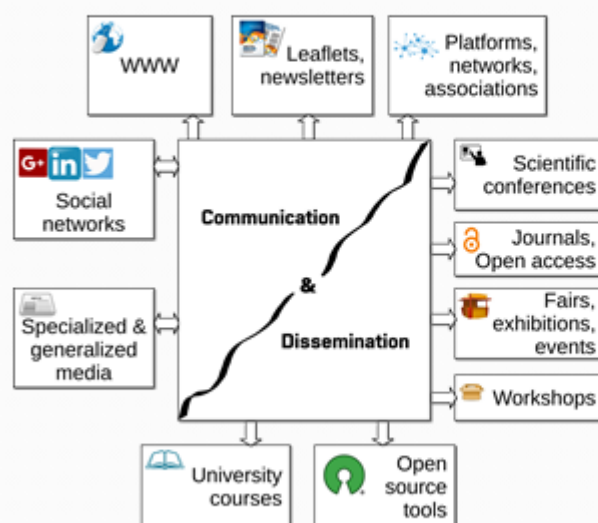 www
Leaflets,
newsletters
Platforms,
networks,
associations
G+ in
Social
networks
Communication
&
Dissemination
Scientific
conferences
Journals,
Open access
Specialized &
generalized
media
Fairs,
exhibitions,
events
Workshops
University
courses
Open
source
tools